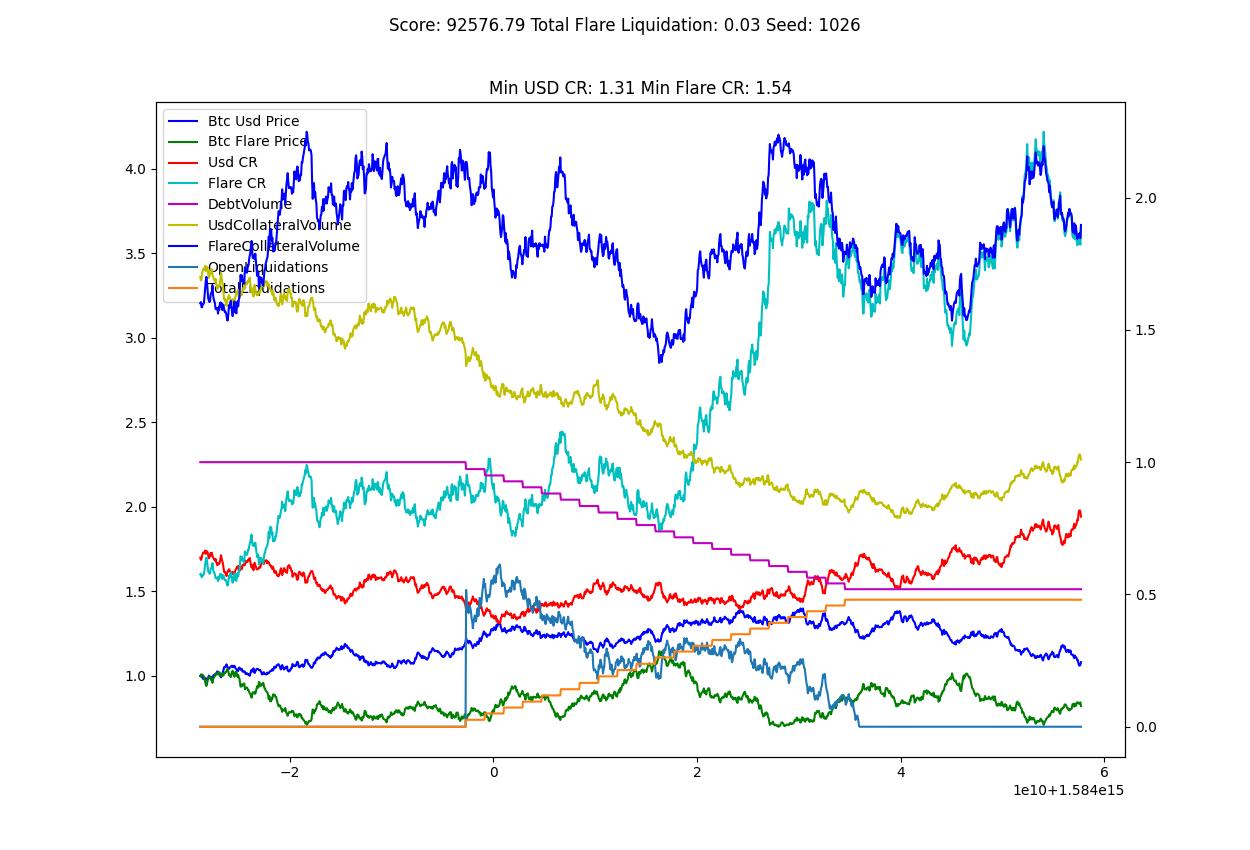 Score: 92576.79 Total Flare Liquidation: 0.03 Seed: 1026
Min USD CR: 1.31 Min Flare CR: 1.54
Btc Usd Price
Btc Flare Price
Usd CR
Flare CR
DebtVolume
UsdCollateralVolume
FlareCollateralVolume
OpenLiquidations
TotalLiquidations
4.0
3.5
3.0
2.5
2.0
1.5
1.0
2.0
1.5
1.0
0.5
0.0
−2 0 2 4 6
1e10+1.584e15